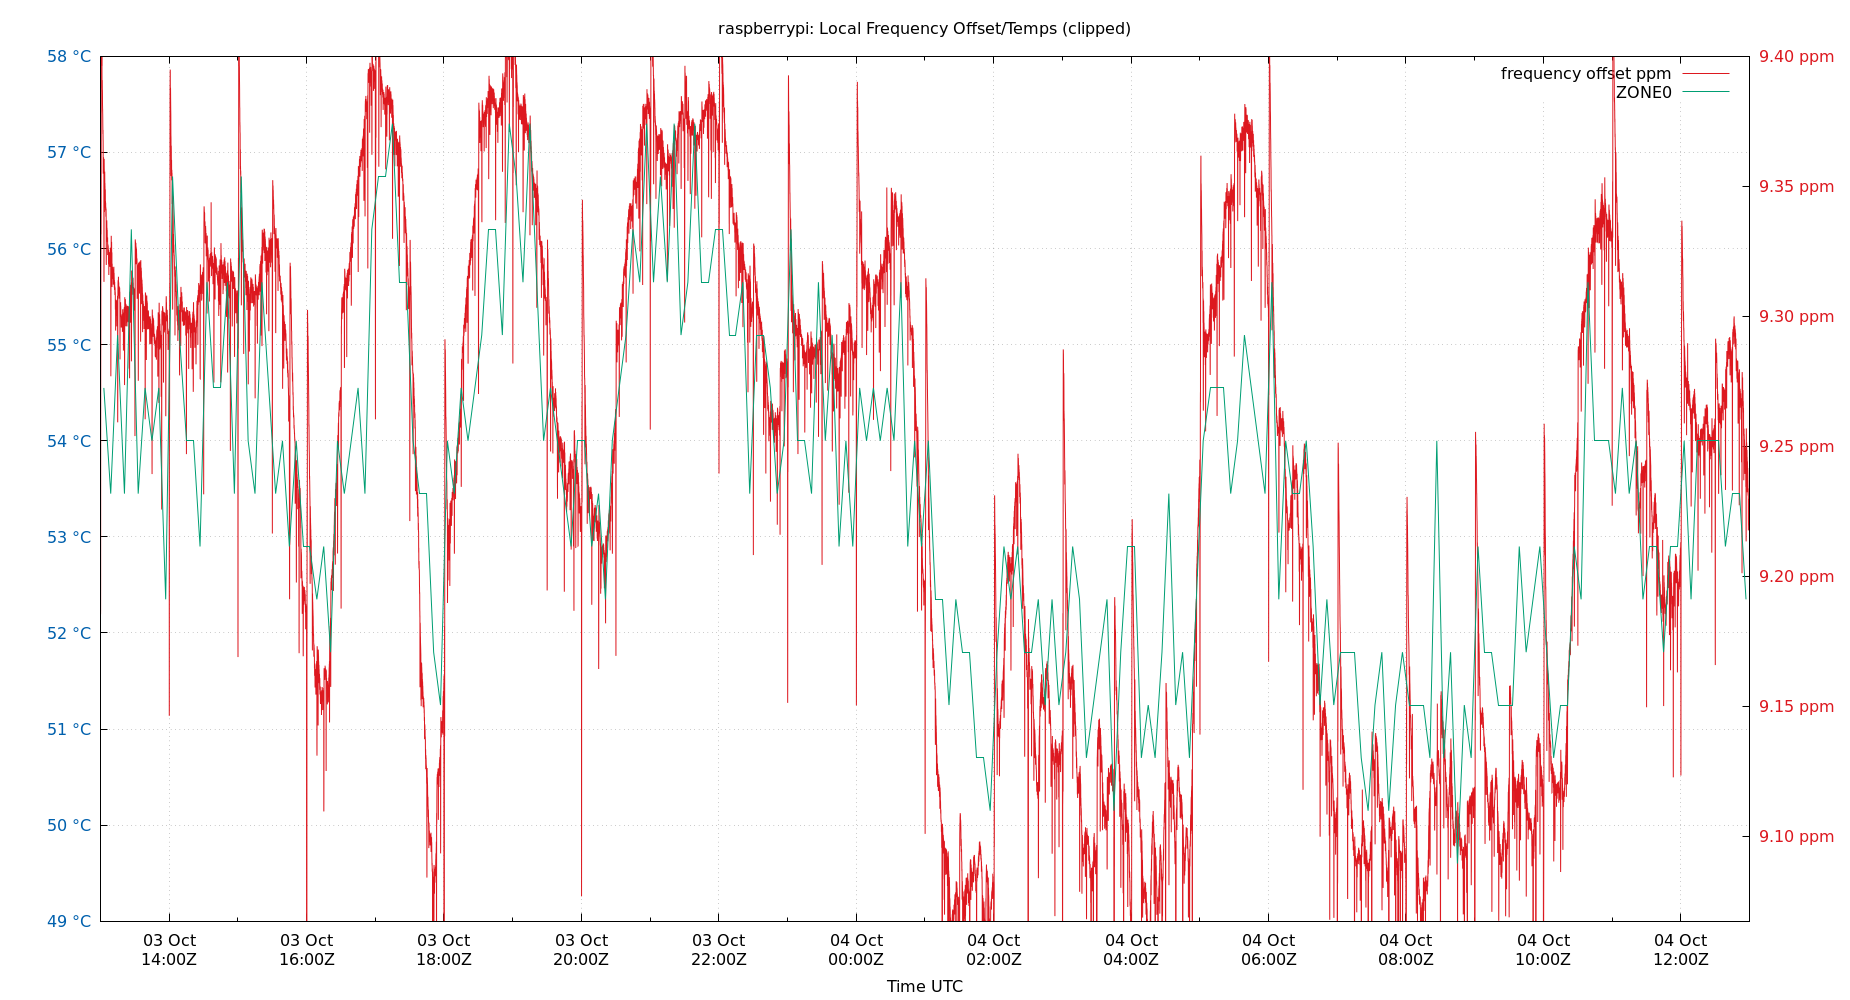 raspberrypi: Local Frequency Offset/Temps (clipped)
58 °C
57 °C
56 °C
55 °C
54 °C
53 °C
52 °C
51 °C
50 °C
49 °C
9.40 ppm
9.35 ppm
9.30 ppm
9.25 ppm
9.20 ppm
9.15 ppm
9.10 ppm
frequency offset ppm
ZONE0
03 Oct
14:00Z
03 Oct
16:00Z
03 Oct
18:00Z
03 Oct
20:00Z
03 Oct
22:00Z
04 Oct
00:00Z
04 Oct
02:00Z
04 Oct
04:00Z
04 Oct
06:00Z
04 Oct
08:00Z
04 Oct
10:00Z
04 Oct
12:00Z
Time UTC